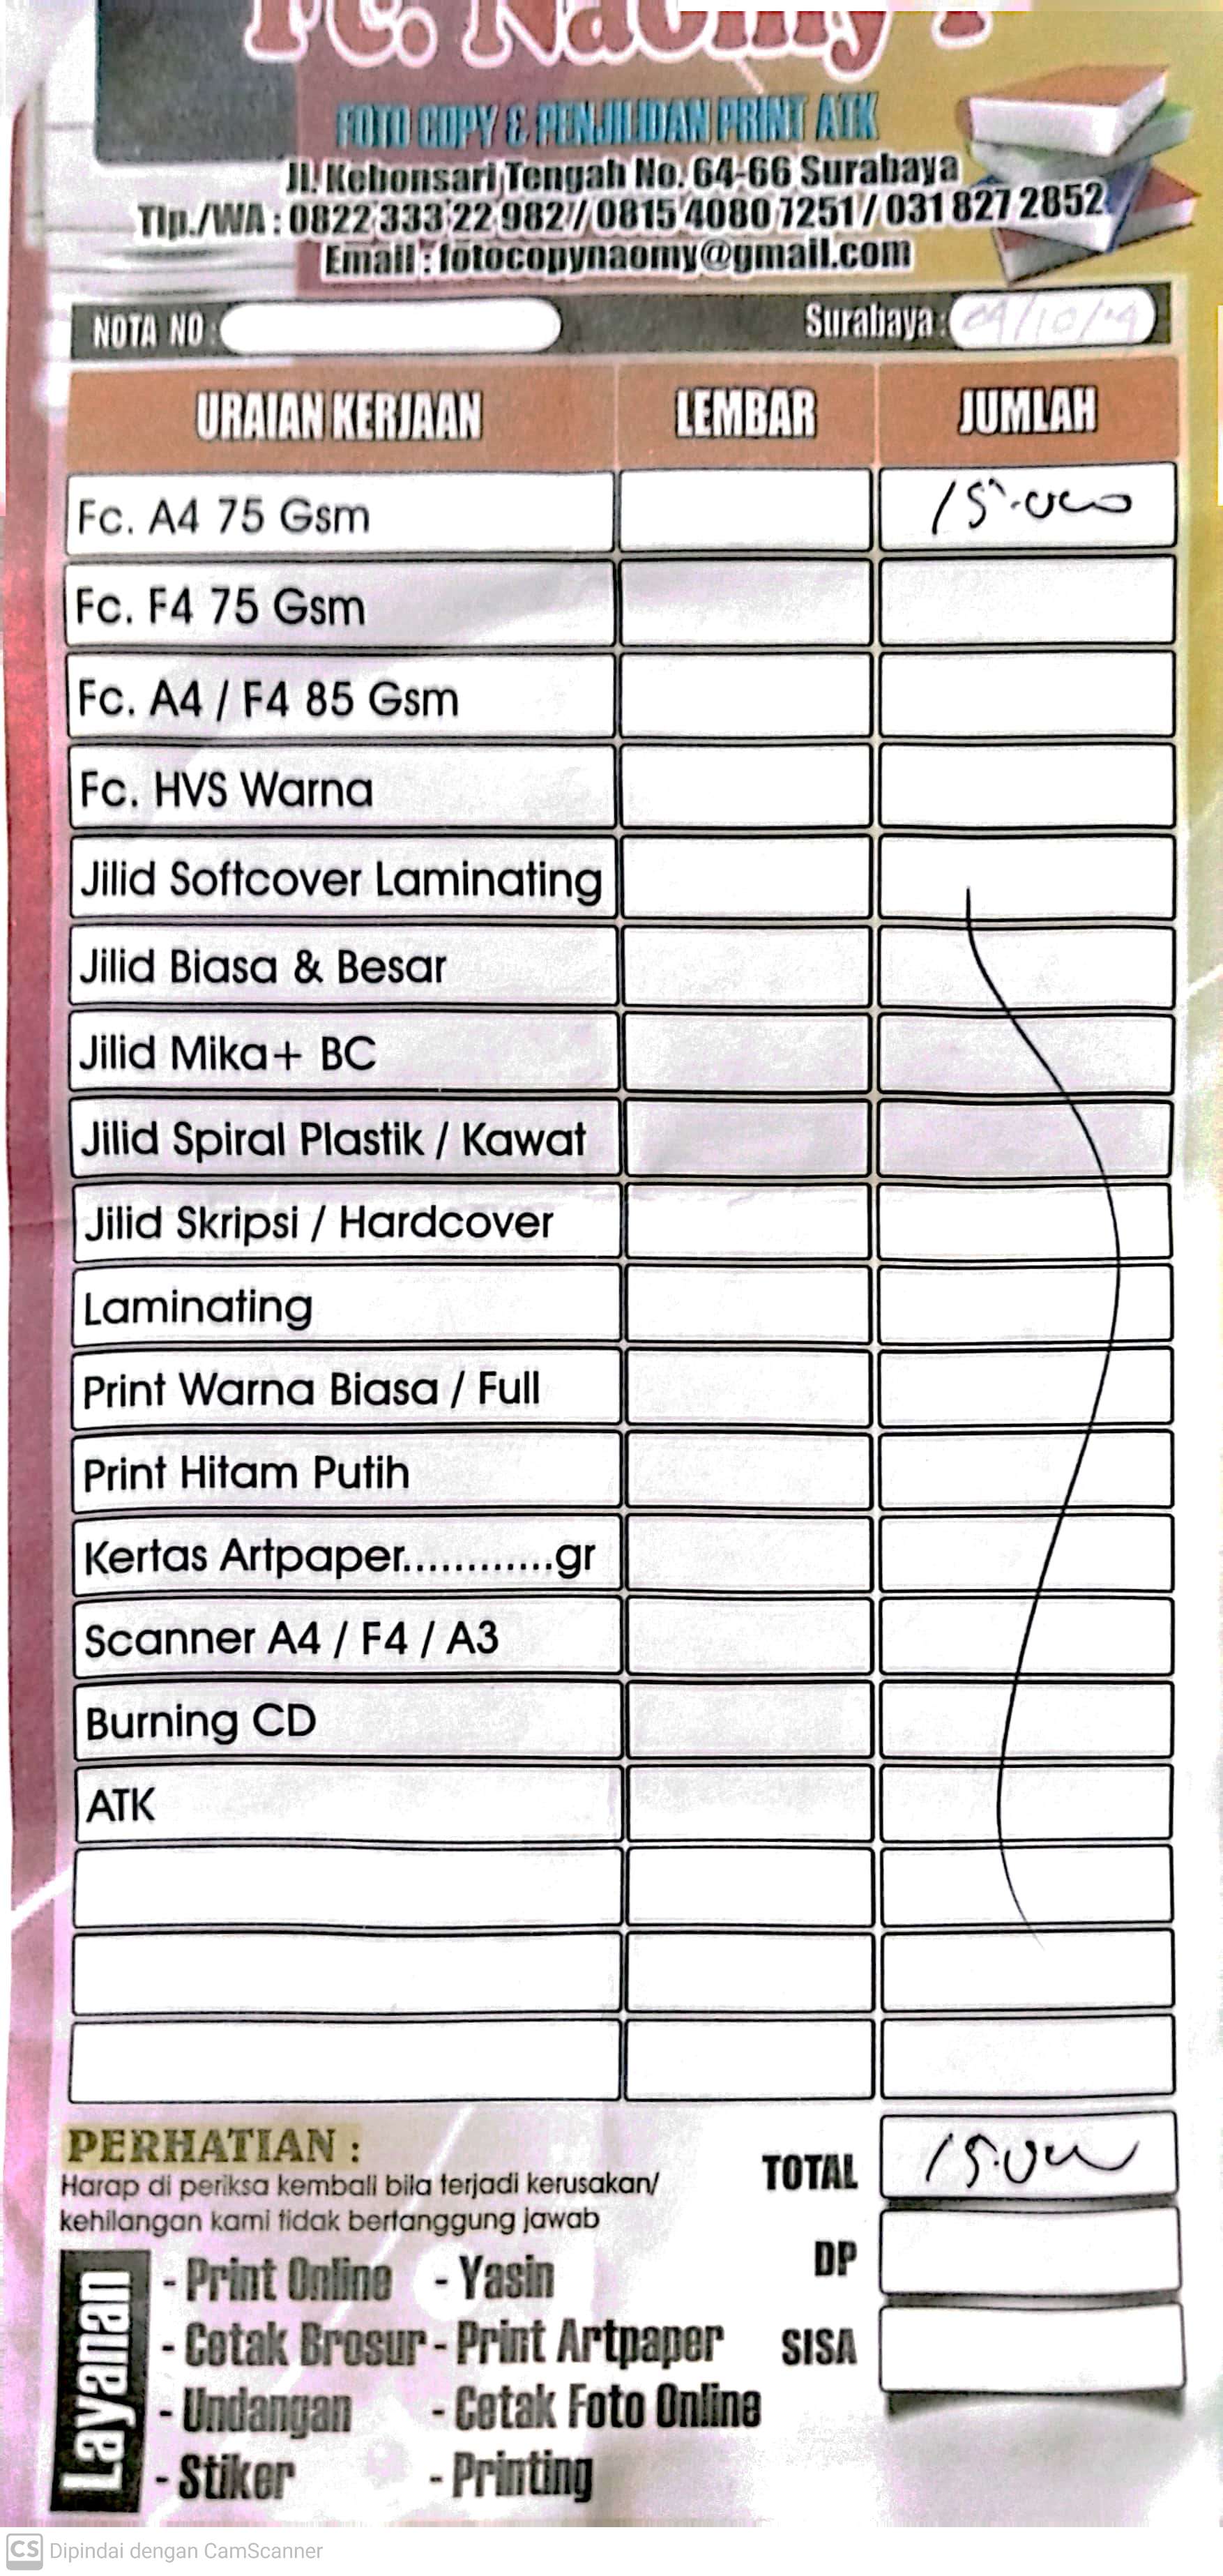 Fc. Naomy
FOTO COPY & PENJILIDAN PRINT ATK
Jl. Kebonsari Tengah No. 64-66 Surabaya
Tlp./WA : 0822 333 22 982 // 0815 4080 7251 / 031 827 2852
Email : fotocopynaomy@gmail.com
NOTA NO : Surabaya :
URAIAN KERJAAN LEMBAR JUMLAH
Fc. A4 75 Gsm 15.000
Fc. F4 75 Gsm
Fc. A4 / F4 85 Gsm
Fc. HVS Warna
Jilid Softcover Laminating
Jilid Biasa & Besar
Jilid Mika+ BC
Jilid Spiral Plastik / Kawat
Jilid Skripsi / Hardcover
Laminating
Print Warna Biasa / Full
Print Hitam Putih
Kertas Artpaper............gr
Scanner A4 / F4 / A3
Burning CD
ATK
PERHATIAN :
Harap di periksa kembali bila terjadi kerusakan/
kehilangan kami tidak bertanggung jawab
TOTAL 15.000
DP
SISA
Layanan
- Print Online - Yasin
- Cetak Brosur - Print Artpaper
- Undangan - Cetak Foto Online
- Stiker - Printing
CS Dipindai dengan CamScanner